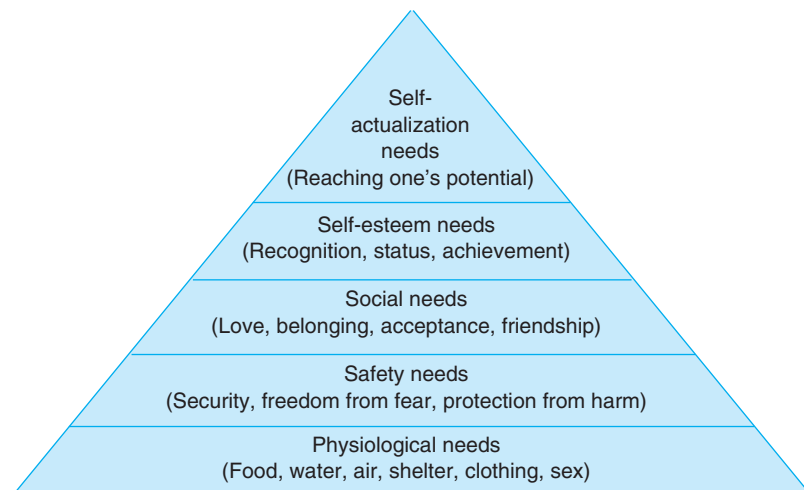 Self-
actualization
needs
(Reaching one’s potential)
Self-esteem needs
(Recognition, status, achievement)
Social needs
(Love, belonging, acceptance, friendship)
Safety needs
(Security, freedom from fear, protection from harm)
Physiological needs
(Food, water, air, shelter, clothing, sex)